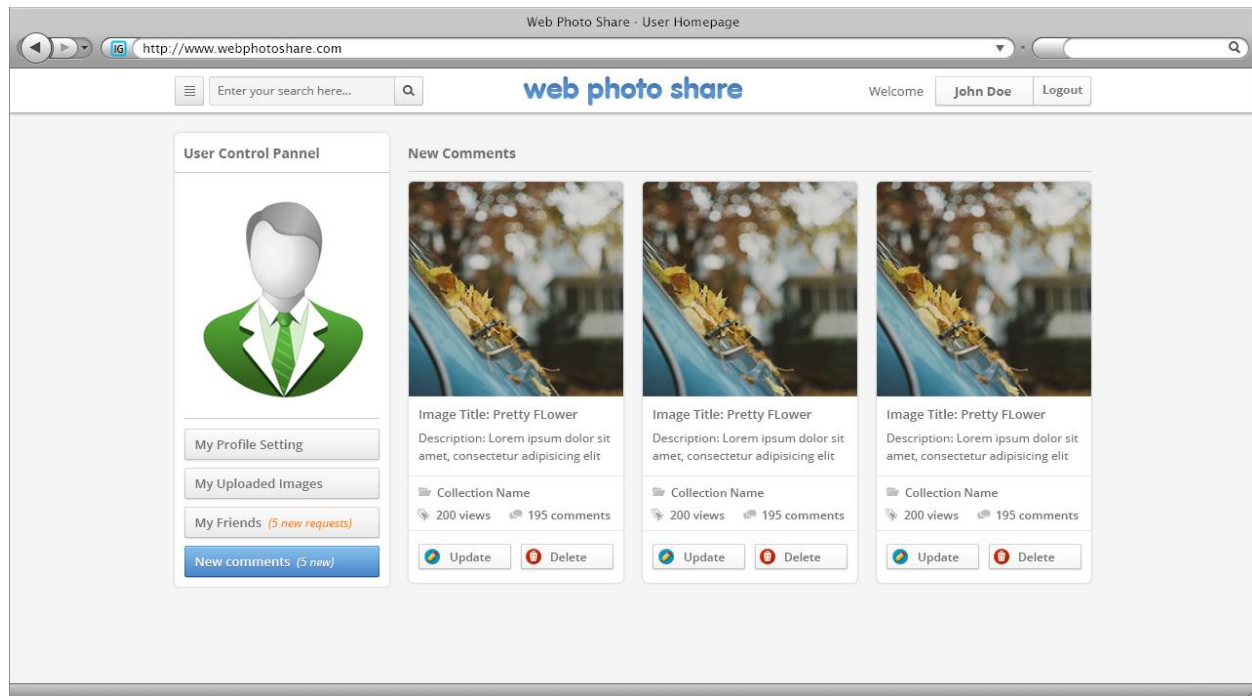 Web Photo Share - User Homepage
IG
http://www.webphotoshare.com
Enter your search here...
web photo share
Welcome
John Doe
Logout
User Control Pannel
My Profile Setting
My Uploaded Images
My Friends (5 new requests)
New comments (5 new)
New Comments
Image Title: Pretty FLower
Description: Lorem ipsum dolor sit
amet, consectetur adipisicing elit
Collection Name
200 views 195 comments
Update Delete
Image Title: Pretty FLower
Description: Lorem ipsum dolor sit
amet, consectetur adipisicing elit
Collection Name
200 views 195 comments
Update Delete
Image Title: Pretty FLower
Description: Lorem ipsum dolor sit
amet, consectetur adipisicing elit
Collection Name
200 views 195 comments
Update Delete